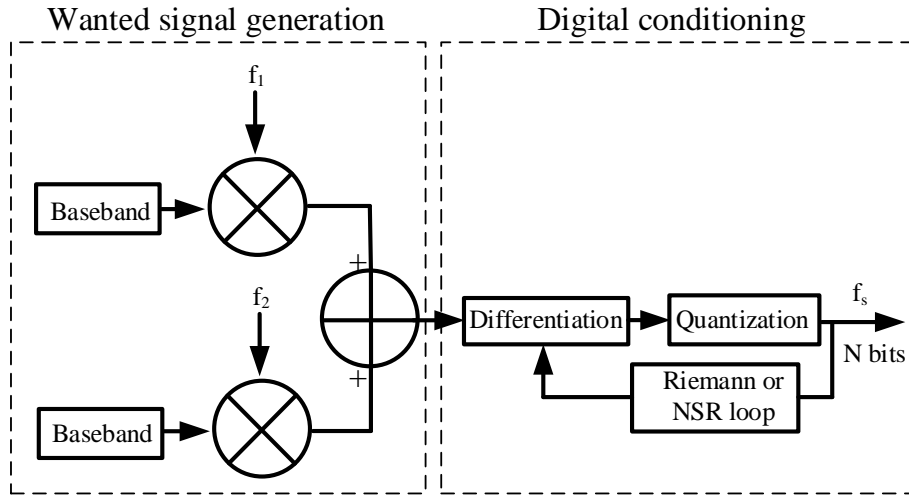 Wanted signal generation
Digital conditioning
f1
Baseband
+
f2
fs
Differentiation
Quantization
N bits
+
Riemann or
NSR loop
Baseband